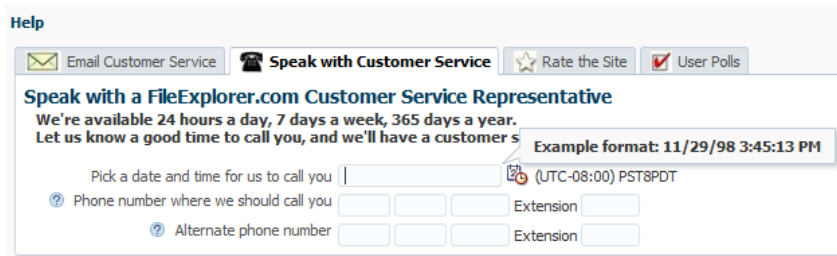 Help
Email Customer Service Speak with Customer Service Rate the Site User Polls
Speak with a FileExplorer.com Customer Service Representative
We're available 24 hours a day, 7 days a week, 365 days a year.
Let us know a good time to call you, and we'll have a customer s
Example format: 11/29/98 3:45:13 PM
Pick a date and time for us to call you (UTC-08:00) PST8PDT
Phone number where we should call you Extension
Alternate phone number Extension